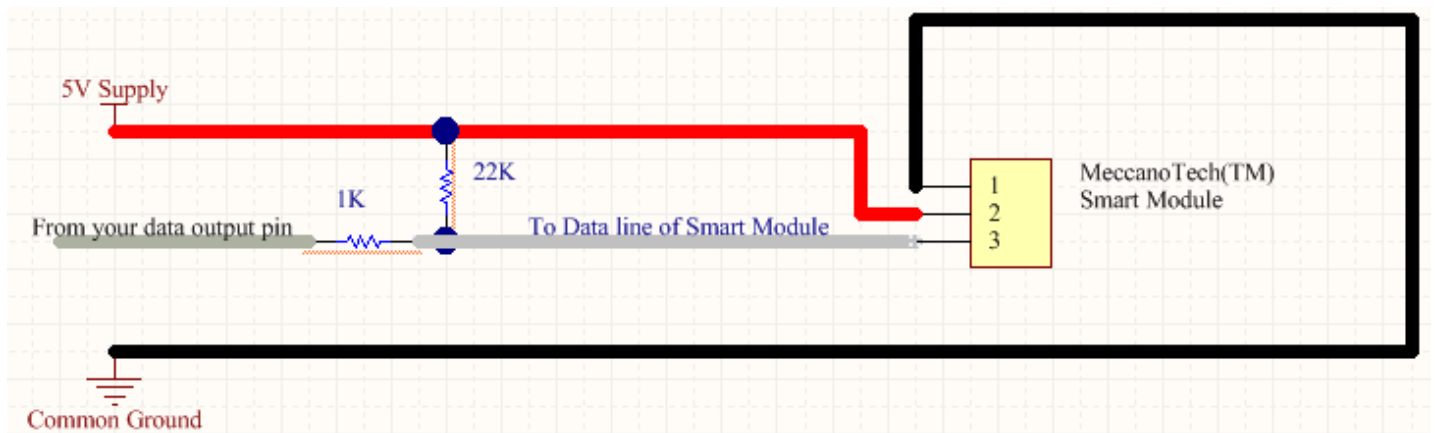 5V Supply
22K
1K
From your data output pin
To Data line of Smart Module
1
2
3
MeccanoTech(TM)
Smart Module
Common Ground